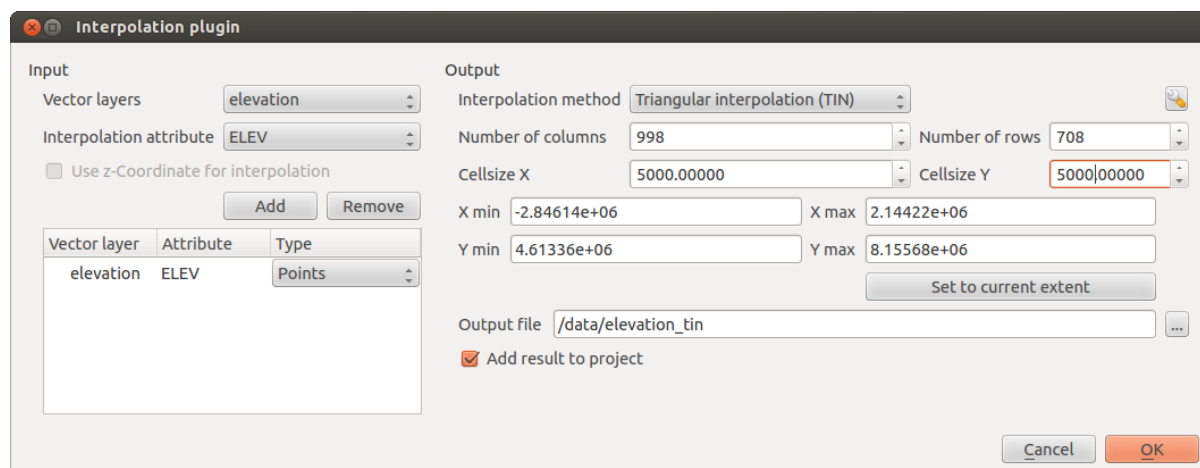 Interpolation plugin
Input
Vector layers elevation
Interpolation attribute ELEV
Use z-Coordinate for interpolation
Add Remove
Vector layer Attribute Type
elevation ELEV Points
Output
Interpolation method Triangular interpolation (TIN)
Number of columns 998 Number of rows 708
Cellsize X 5000.00000 Cellsize Y 5000.00000
X min -2.84614e+06 X max 2.14422e+06
Y min 4.61336e+06 Y max 8.15568e+06
Set to current extent
Output file /data/elevation_tin ...
Add result to project
Cancel OK